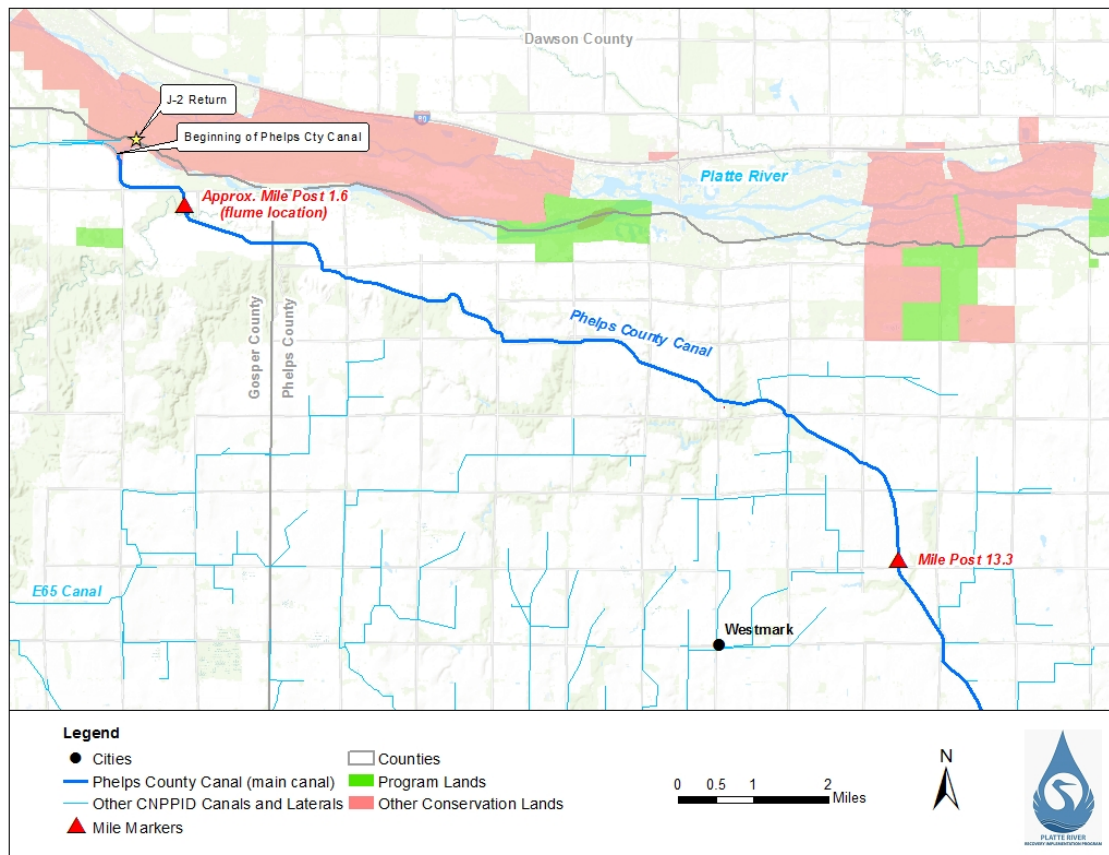 Dawson County
J-2 Return
80
Beginning of Phelps Cty Canal
Platte River
Approx. Mile Post 1.6
(flume location)
Phelps County Canal
Gosper County
Phelps County
Mile Post 13.3
E65 Canal
Westmark
Legend
Cities
Phelps County Canal (main canal)
Other CNPPID Canals and Laterals
Mile Markers
Counties
Program Lands
Other Conservation Lands
0 0.5 1 2
Miles
N
PLATTE RIVER
RECOVERY IMPLEMENTATION PROGRAM